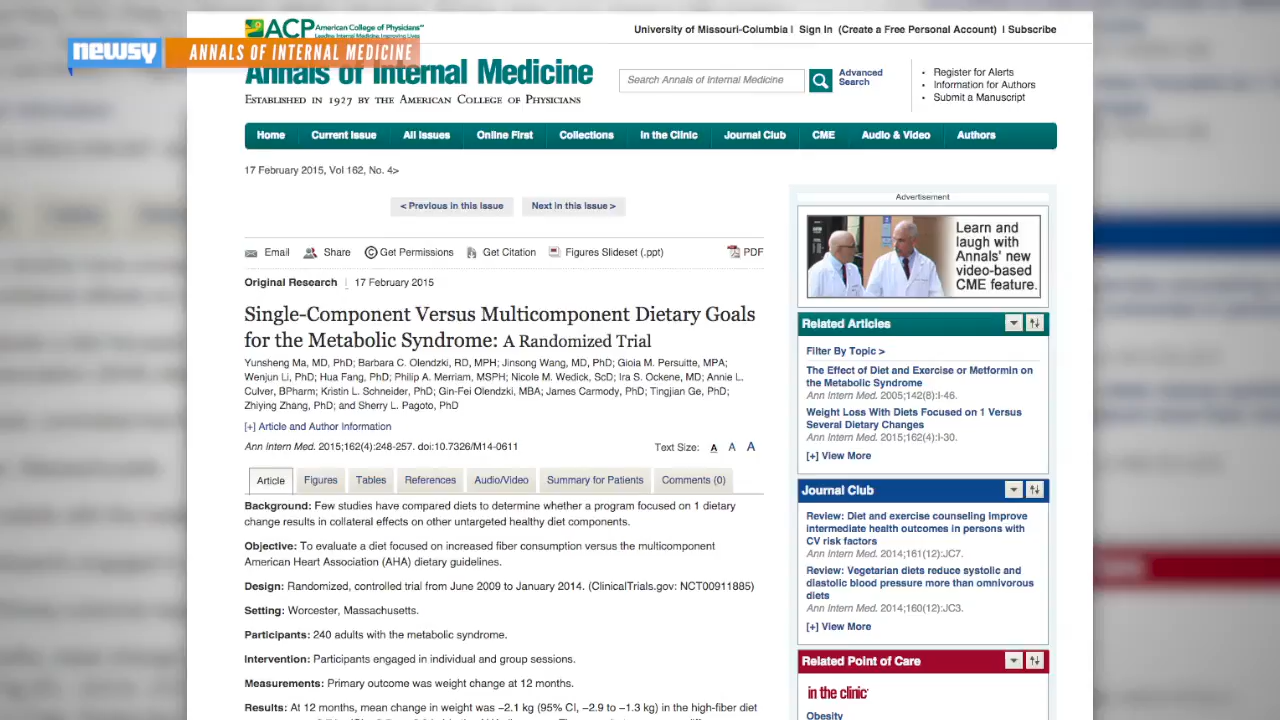 ACP American College of Physicians™
Leading Internal Medicine, Improving Lives
University of Missouri-Columbia | Sign In (Create a Free Personal Account) | Subscribe
newsy ANNALS OF INTERNAL MEDICINE
Annals of Internal Medicine
ESTABLISHED IN 1927 BY THE AMERICAN COLLEGE OF PHYSICIANS
Search Annals of Internal Medicine
Advanced
Search
• Register for Alerts
• Information for Authors
• Submit a Manuscript
Home Current Issue All Issues Online First Collections In the Clinic Journal Club CME Audio & Video Authors
17 February 2015, Vol 162, No. 4>
< Previous in this Issue Next in this Issue >
Email Share Get Permissions Get Citation Figures Slideset (.ppt) PDF
Original Research | 17 February 2015
Single-Component Versus Multicomponent Dietary Goals
for the Metabolic Syndrome: A Randomized Trial
Yunsheng Ma, MD, PhD; Barbara C. Olendzki, RD, MPH; Jinsong Wang, MD, PhD; Gioia M. Persuitte, MPA;
Wenjun Li, PhD; Hua Fang, PhD; Philip A. Merriam, MSPH; Nicole M. Wedick, ScD; Ira S. Ockene, MD; Annie L.
Culver, BPharm; Kristin L. Schneider, PhD; Gin-Fei Olendzki, MBA; James Carmody, PhD; Tingjian Ge, PhD;
Zhiying Zhang, PhD; and Sherry L. Pagoto, PhD
[+] Article and Author Information
Ann Intern Med. 2015;162(4):248-257. doi:10.7326/M14-0611
Text Size: A A A
Article Figures Tables References Audio/Video Summary for Patients Comments (0)
Background: Few studies have compared diets to determine whether a program focused on 1 dietary
change results in collateral effects on other untargeted healthy diet components.
Objective: To evaluate a diet focused on increased fiber consumption versus the multicomponent
American Heart Association (AHA) dietary guidelines.
Design: Randomized, controlled trial from June 2009 to January 2014. (ClinicalTrials.gov: NCT00911885)
Setting: Worcester, Massachusetts.
Participants: 240 adults with the metabolic syndrome.
Intervention: Participants engaged in individual and group sessions.
Measurements: Primary outcome was weight change at 12 months.
Results: At 12 months, mean change in weight was −2.1 kg (95% CI, −2.9 to −1.3 kg) in the high-fiber diet
Advertisement
Learn and
laugh with
Annals' new
video-based
CME feature.
Related Articles
Filter By Topic >
The Effect of Diet and Exercise or Metformin on
the Metabolic Syndrome
Ann Intern Med. 2005;142(8):I-46.
Weight Loss With Diets Focused on 1 Versus
Several Dietary Changes
Ann Intern Med. 2015;162(4):I-30.
[+] View More
Journal Club
Review: Diet and exercise counseling improve
intermediate health outcomes in persons with
CV risk factors
Ann Intern Med. 2014;161(12):JC7.
Review: Vegetarian diets reduce systolic and
diastolic blood pressure more than omnivorous
diets
Ann Intern Med. 2014;160(12):JC3.
[+] View More
Related Point of Care
in the clinic
Obesity